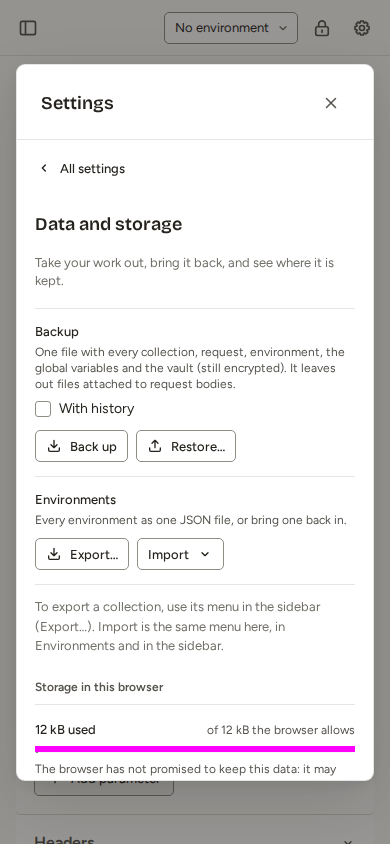 No environment
Settings
All settings
Data and storage
Take your work out, bring it back, and see where it is
kept.
Backup
One file with every collection, request, environment, the
global variables and the vault (still encrypted). It leaves
out files attached to request bodies.
With history
Back up
Restore...
Environments
Every environment as one JSON file, or bring one back in.
Export...
Import
To export a collection, use its menu in the sidebar
(Export...). Import is the same menu here, in
Environments and in the sidebar.
Storage in this browser
12 kB used
of 12 kB the browser allows
The browser has not promised to keep this data: it may
Add parameter
Headers